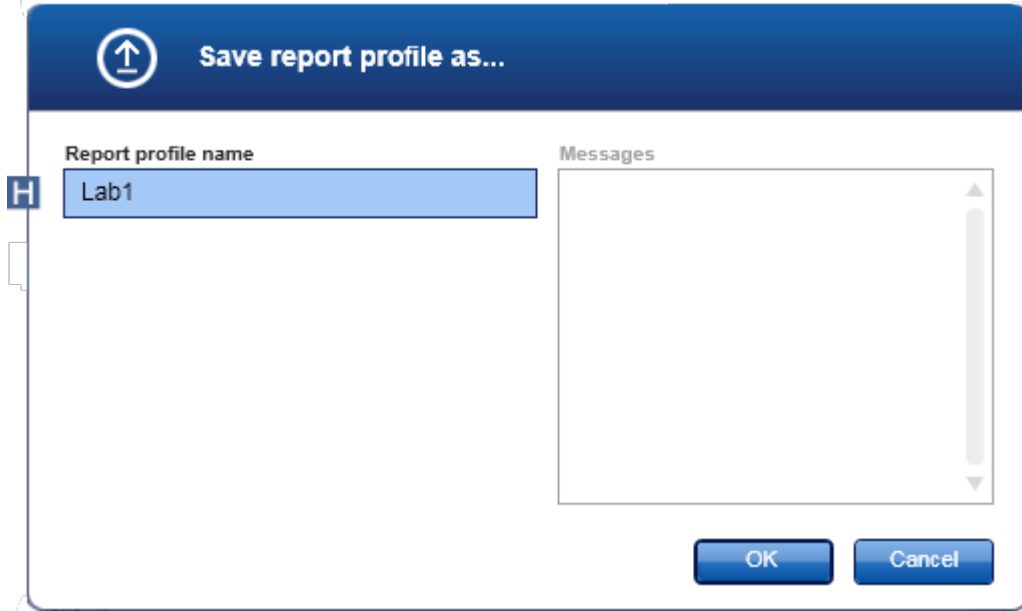 Save report profile as...
Report profile name
Messages
H
Lab1
OK
Cancel